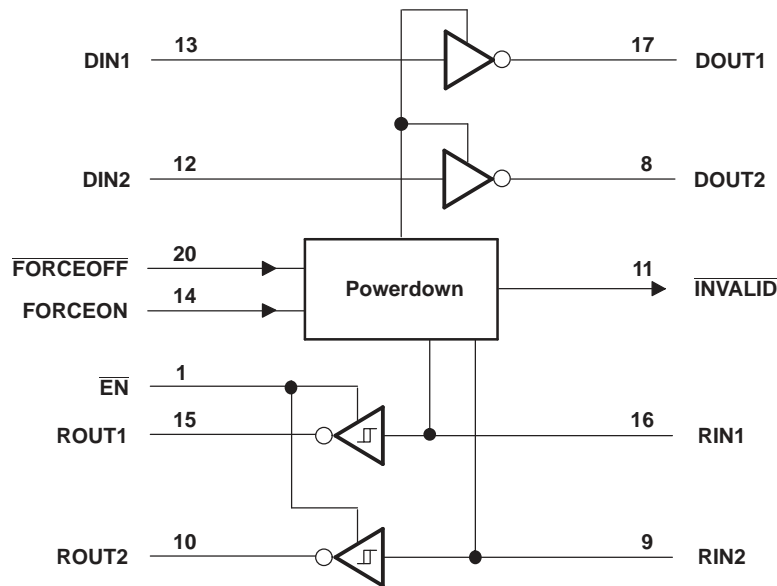 DIN1 13 17 DOUT1
DIN2 12 8 DOUT2
FORCEOFF 20 Powerdown 11 INVALID
FORCEON 14
EN 1
ROUT1 15 16 RIN1
ROUT2 10 9 RIN2